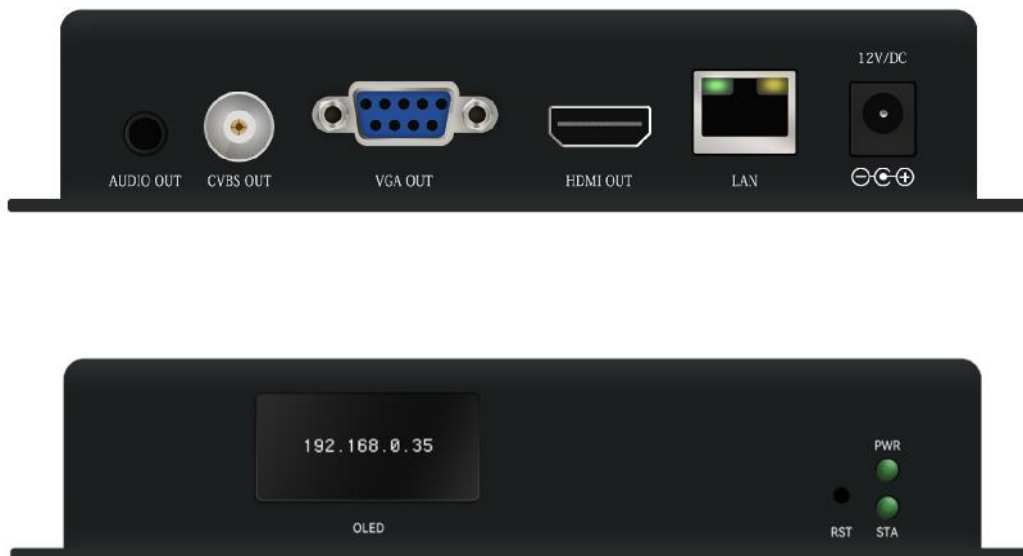 12V/DC
AUDIO OUT
CVBS OUT
VGA OUT
HDMI OUT
LAN
192.168.0.35
OLED
PWR
RST
STA